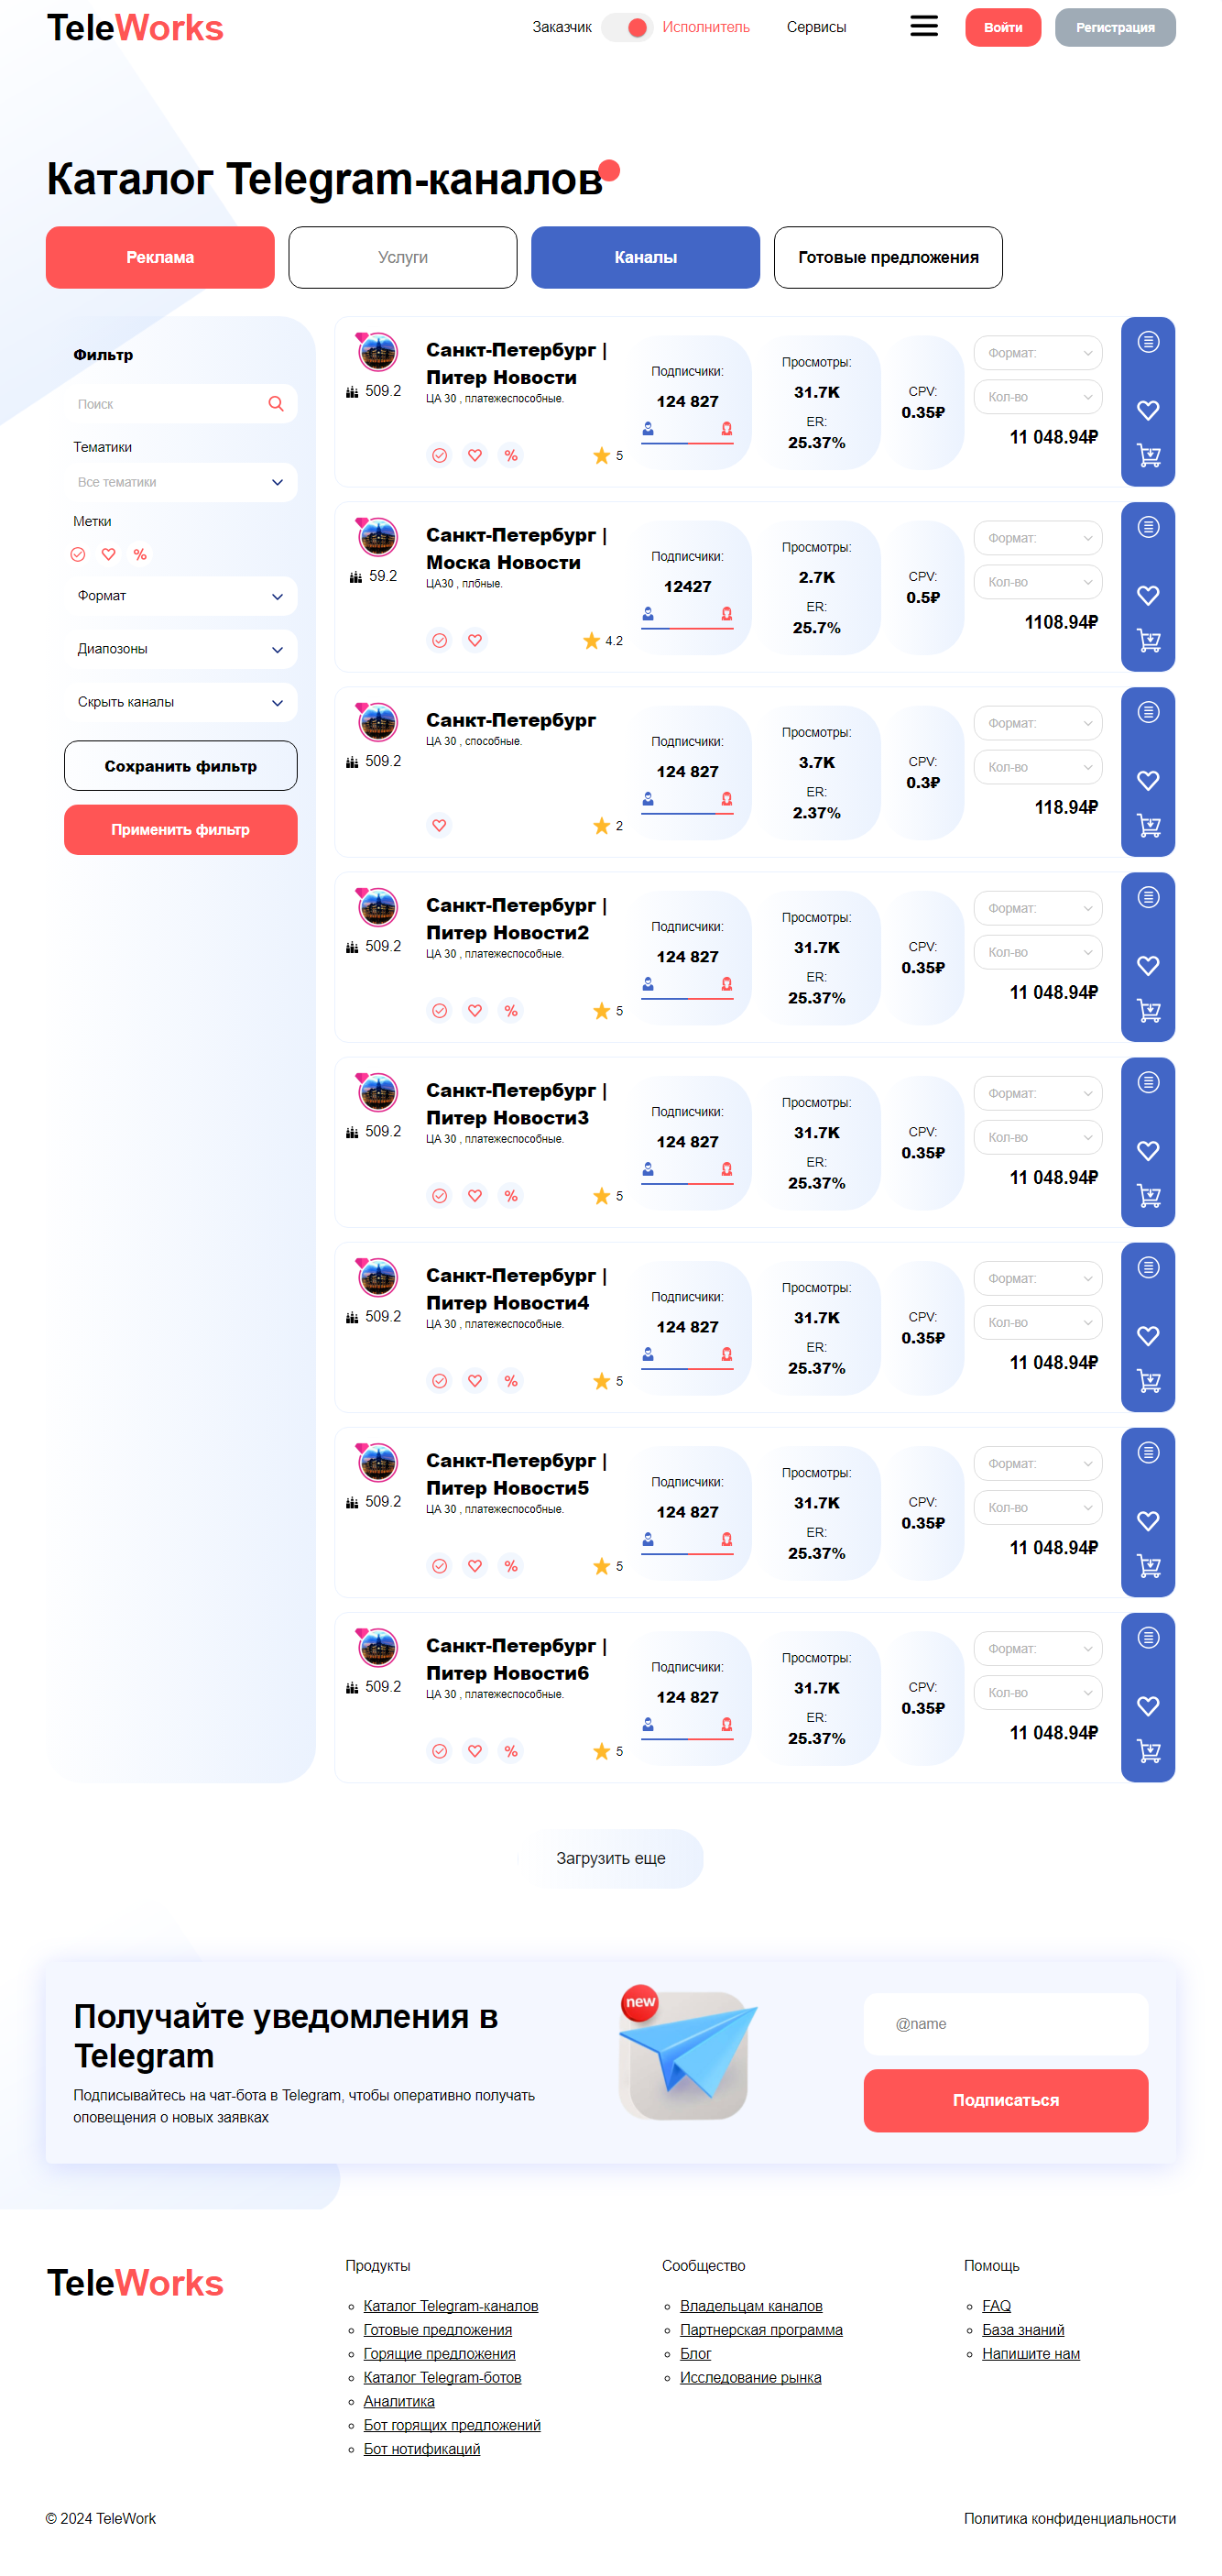 TeleWorks
Заказчик Исполнитель Сервисы Войти Регистрация
Каталог Telegram-каналов
Реклама Услуги Каналы Готовые предложения
Фильтр
Поиск
Тематики
Все тематики
Метки
Формат
Диапозоны
Скрыть каналы
Сохранить фильтр
Применить фильтр
509.2
Санкт-Петербург |
Питер Новости
ЦА 30 , платежеспособные.
5
Подписчики:
124 827
Просмотры:
31.7K
ER:
25.37%
CPV:
0.35₽
Формат:
Кол-во
11 048.94₽
59.2
Санкт-Петербург |
Моска Новости
ЦА30 , плбные.
4.2
Подписчики:
12427
Просмотры:
2.7K
ER:
25.7%
CPV:
0.5₽
Формат:
Кол-во
1108.94₽
509.2
Санкт-Петербург
ЦА 30 , способные.
2
Подписчики:
124 827
Просмотры:
3.7K
ER:
2.37%
CPV:
0.3₽
Формат:
Кол-во
118.94₽
509.2
Санкт-Петербург |
Питер Новости2
ЦА 30 , платежеспособные.
5
Подписчики:
124 827
Просмотры:
31.7K
ER:
25.37%
CPV:
0.35₽
Формат:
Кол-во
11 048.94₽
509.2
Санкт-Петербург |
Питер Новости3
ЦА 30 , платежеспособные.
5
Подписчики:
124 827
Просмотры:
31.7K
ER:
25.37%
CPV:
0.35₽
Формат:
Кол-во
11 048.94₽
509.2
Санкт-Петербург |
Питер Новости4
ЦА 30 , платежеспособные.
5
Подписчики:
124 827
Просмотры:
31.7K
ER:
25.37%
CPV:
0.35₽
Формат:
Кол-во
11 048.94₽
509.2
Санкт-Петербург |
Питер Новости5
ЦА 30 , платежеспособные.
5
Подписчики:
124 827
Просмотры:
31.7K
ER:
25.37%
CPV:
0.35₽
Формат:
Кол-во
11 048.94₽
509.2
Санкт-Петербург |
Питер Новости6
ЦА 30 , платежеспособные.
5
Подписчики:
124 827
Просмотры:
31.7K
ER:
25.37%
CPV:
0.35₽
Формат:
Кол-во
11 048.94₽
Загрузить еще
Получайте уведомления в
Telegram
Подписывайтесь на чат-бота в Telegram, чтобы оперативно получать
оповещения о новых заявках
new
@name
Подписаться
TeleWorks
Продукты
Каталог Telegram-каналов
Готовые предложения
Горящие предложения
Каталог Telegram-ботов
Аналитика
Бот горящих предложений
Бот нотификаций
Сообщество
Владельцам каналов
Партнерская программа
Блог
Исследование рынка
Помощь
FAQ
База знаний
Напишите нам
© 2024 TeleWork
Политика конфиденциальности